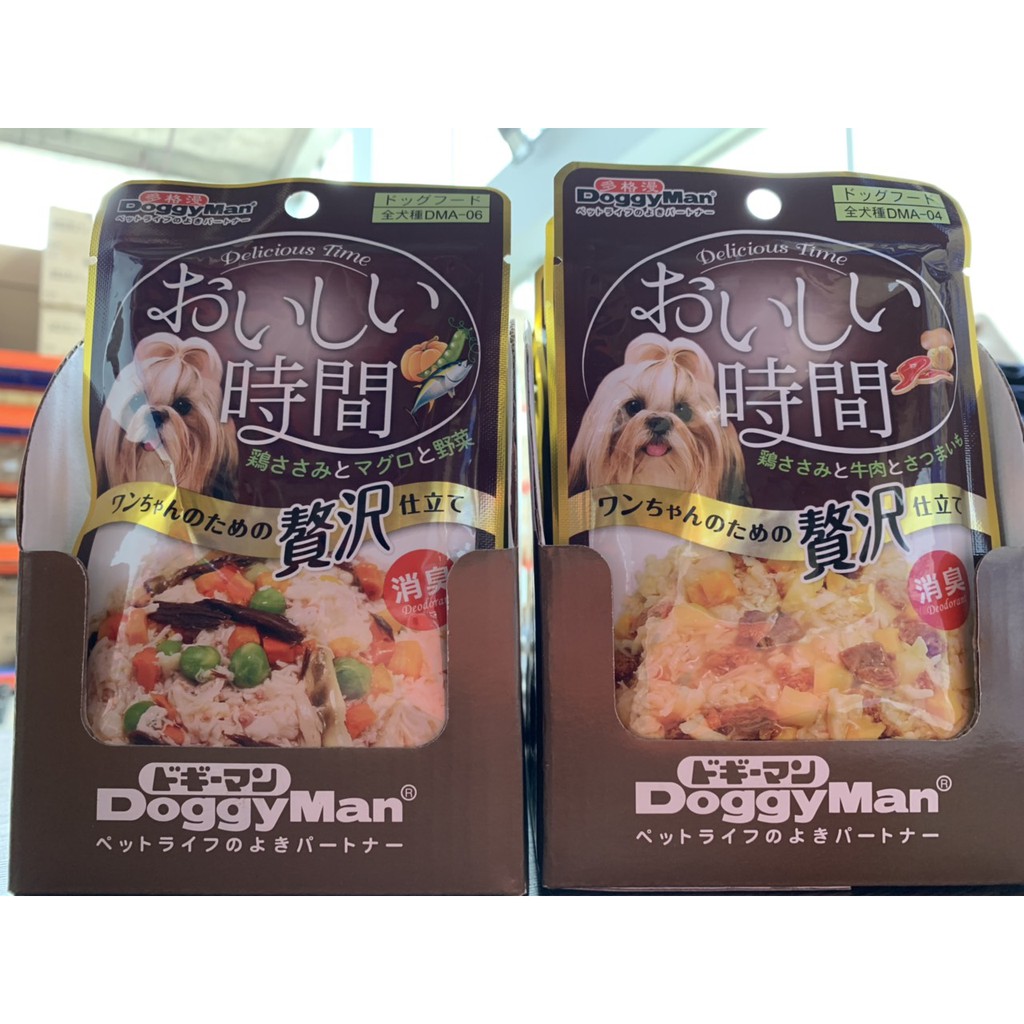 多格漫
DoggyMan®
ペットライフのよきパートナー
ドッグフード
全犬種DMA-06
Delicious Time
おいしい
時間
鶏ささみとマグロと野菜
ワンちゃんのための
贅沢
仕立て
消臭
Deodorant
ドギーマン
DoggyMan®
ペットライフのよきパートナー
多格漫
DoggyMan®
ペットライフのよきパートナー
ドッグフード
全犬種DMA-04
Delicious Time
おいしい
時間
鶏ささみと牛肉とさつまいも
ワンちゃんのための
贅沢
仕立て
消臭
Deodorant
ドギーマン
DoggyMan®
ペットライフのよきパートナー